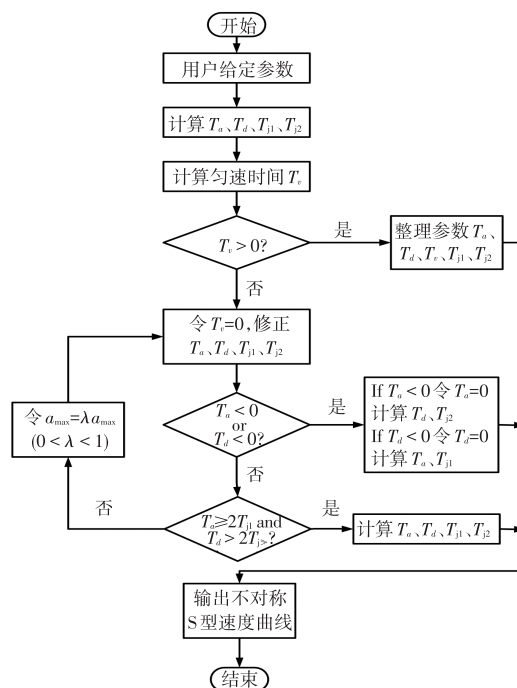 开始
用户给定参数
计算 Ta、Td、Tj1、Tj2
计算匀速时间 Tv
Tv>0?
是
整理参数 Ta、
Td、Tv、Tj1、Tj2
否
令 Tv=0,修正
Ta、Td、Tj1、Tj2
令 amax=λamax
(0<λ<1)
Ta<0
or
Td<0?
是
If Ta<0 令 Ta=0
计算 Td、Tj2
If Td<0 令 Td=0
计算 Ta、Tj1
否
否
Ta≥2Tj1 and
Td>2Tj>?
是
计算 Ta、Td、Tj1、Tj2
输出不对称
S 型速度曲线
结束